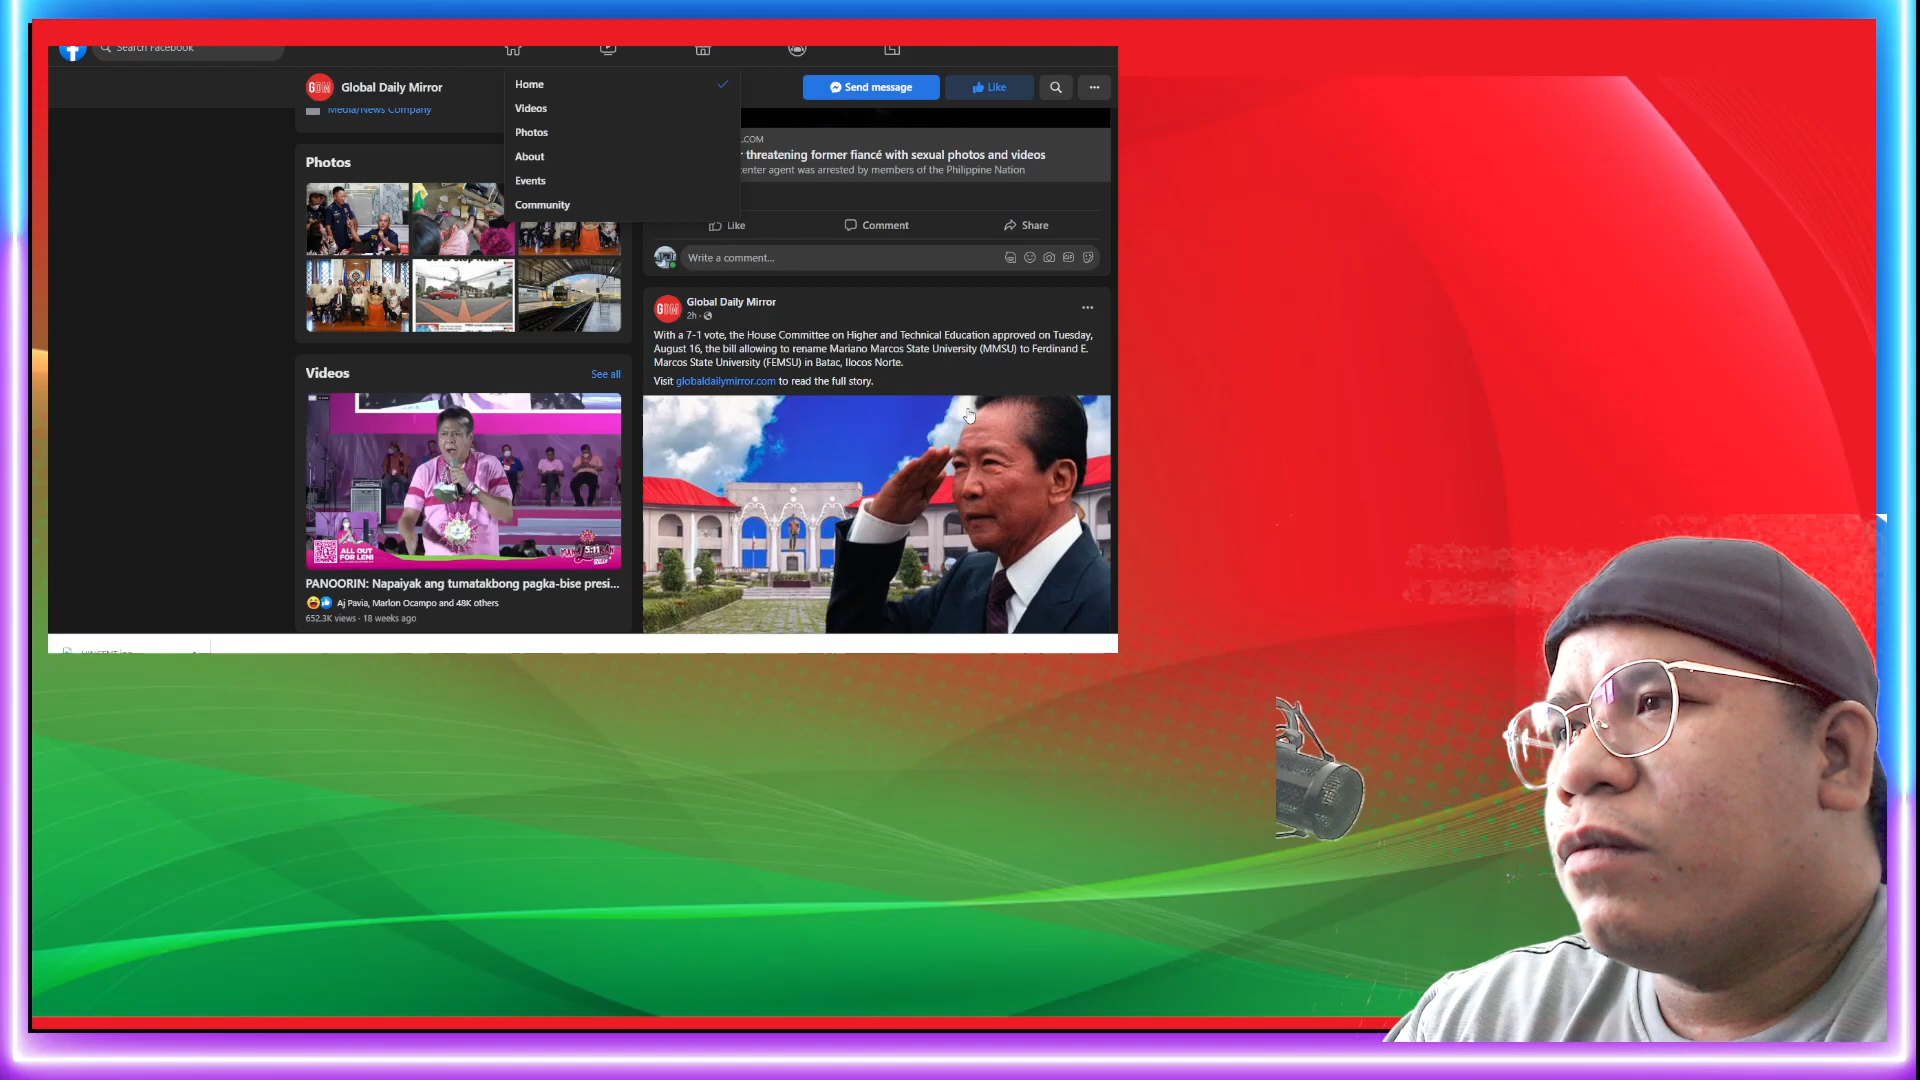 Search Facebook
GDM
Global Daily Mirror
Media/News Company
Home
Videos
Photos
About
Events
Community
Send message
Like
Photos
.COM
threatening former fiancé with sexual photos and videos
enter agent was arrested by members of the Philippine Nation
Like
Comment
Share
Write a comment...
GIF
GDM
Global Daily Mirror
2h
With a 7-1 vote, the House Committee on Higher and Technical Education approved on Tuesday,
August 16, the bill allowing to rename Mariano Marcos State University (MMSU) to Ferdinand E.
Marcos State University (FEMSU) in Batac, Ilocos Norte.
Visit globaldailymirror.com to read the full story.
Videos
See all
ALL OUT
FOR LENI
5:11
PANOORIN: Napaiyak ang tumatakbong pagka-bise presi...
Aj Pavia, Marlon Ocampo and 48K others
652.3K views · 18 weeks ago